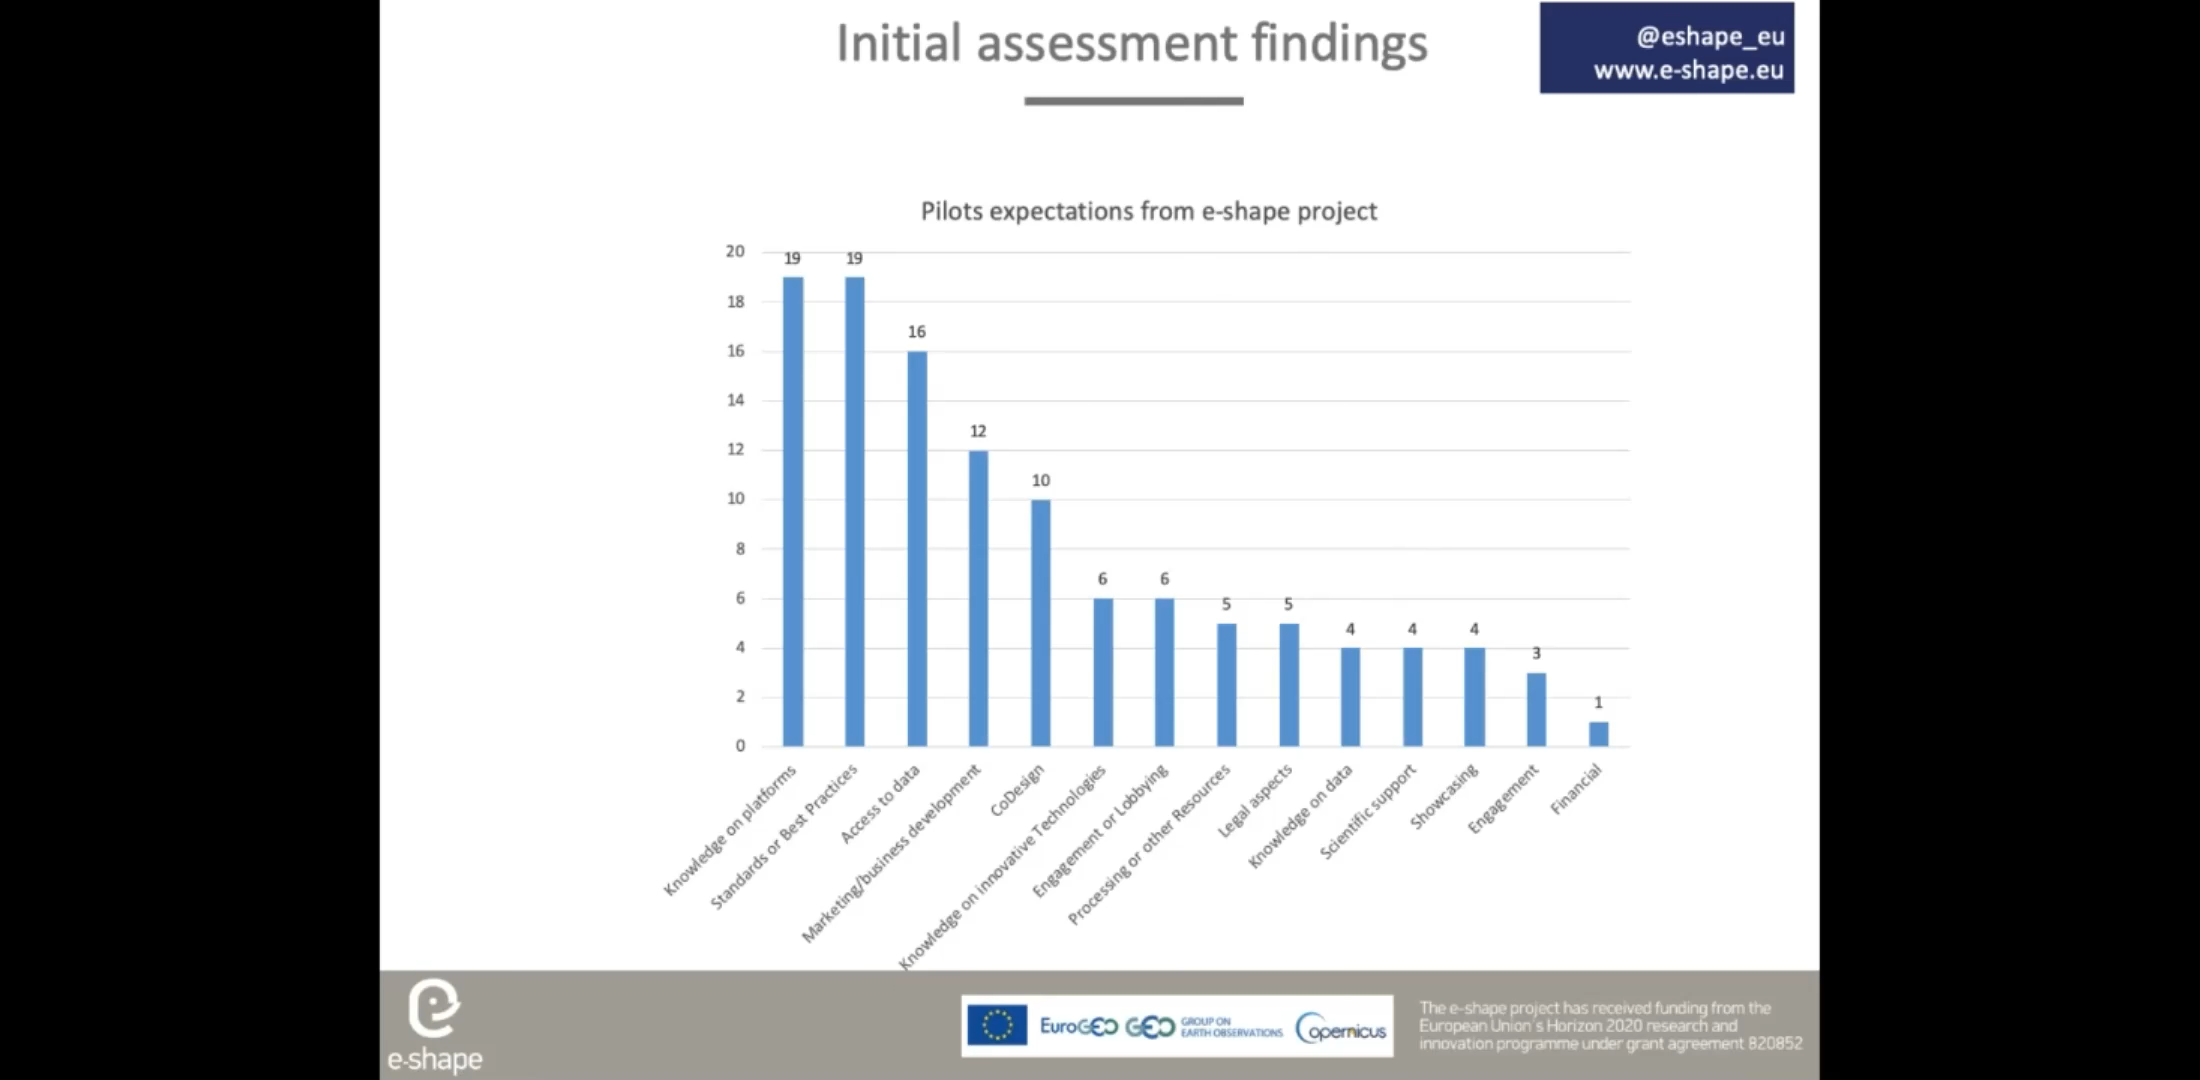 Initial assessment findings
@eshape_eu
www.e-shape.eu
Pilots expectations from e-shape project
20
18
16
14
12
10
8
6
4
2
0
19
19
16
12
10
6
6
5
5
4
4
4
3
1
Knowledge on platforms
Standards or Best Practices
Access to data
Marketing/business development
CoDesign
Knowledge on innovative Technologies
Engagement or Lobbying
Processing or other Resources
Legal aspects
Knowledge on data
Scientific support
Showcasing
Engagement
Financial
e-shape
EuroGEO
GEO
GROUP ON
EARTH OBSERVATIONS
Copernicus
The e-shape project has received funding from the
European Union's Horizon 2020 research and
innovation programme under grant agreement 820852